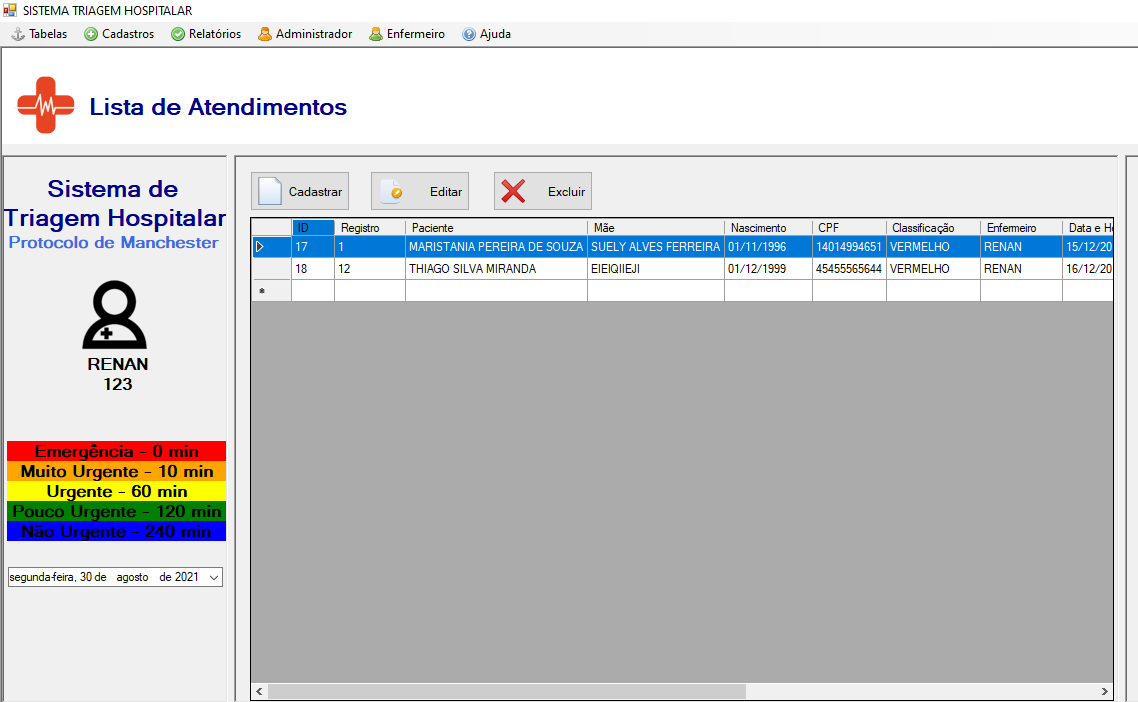 SISTEMA TRIAGEM HOSPITALAR
Tabelas Cadastros Relatórios Administrador Enfermeiro Ajuda
Lista de Atendimentos
Sistema de
Triagem Hospitalar
Protocolo de Manchester
RENAN
123
Emergência - 0 min
Muito Urgente - 10 min
Urgente - 60 min
Pouco Urgente - 120 min
Não Urgente - 240 min
segunda-feira, 30 de agosto de 2021
Cadastrar Editar Excluir
ID Registro Paciente Mãe Nascimento CPF Classificação Enfermeiro Data e H
17 1 MARISTANIA PEREIRA DE SOUZA SUELY ALVES FERREIRA 01/11/1996 14014994651 VERMELHO RENAN 15/12/20
18 12 THIAGO SILVA MIRANDA EIEIQIIEJI 01/12/1999 45455565644 VERMELHO RENAN 16/12/20